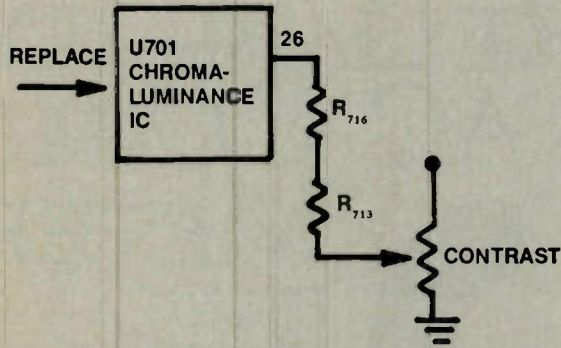 REPLACE
U701
CHROMA-
LUMINANCE
IC
26
R716
R713
CONTRAST